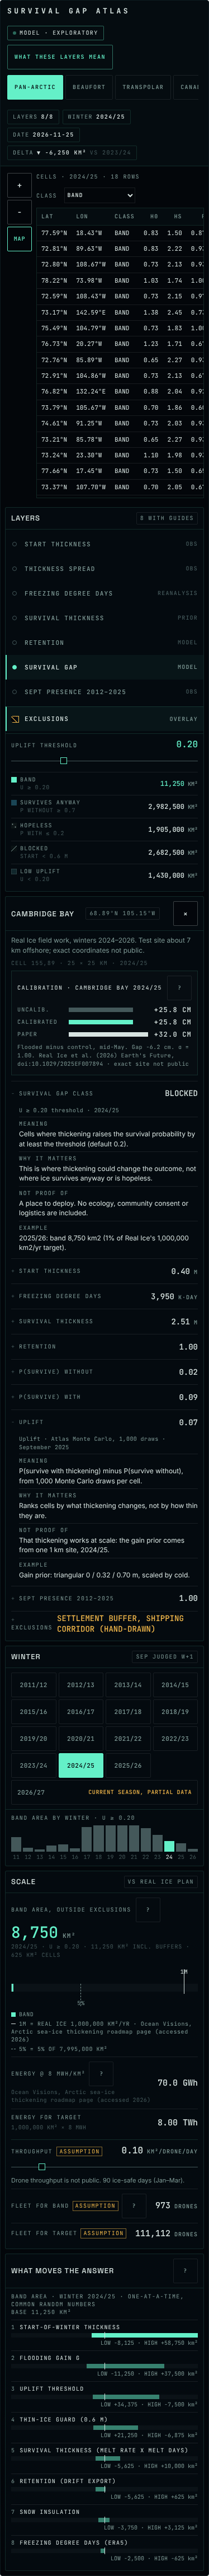 SURVIVAL GAP ATLAS
MODEL · EXPLORATORY
WHAT THESE LAYERS MEAN
PAN-ARCTIC BEAUFORT TRANSPOLAR
LAYERS 8/8 WINTER 2024/25
DATE 2026-11-25
DELTA ▼ -6,250 KM² VS 2023/24
+
-
MAP
CELLS · 2024/25 · 18 ROWS
CLASS BAND
LAT LON CLASS H0 HS
77.59°N 18.43°W BAND 0.83 1.50
72.81°N 89.63°W BAND 0.83 2.22
72.80°N 108.67°W BAND 0.73 2.13
78.22°N 73.98°W BAND 1.03 1.74
72.59°N 108.43°W BAND 0.73 2.15
73.17°N 142.59°E BAND 1.38 2.45
75.49°N 104.79°W BAND 0.73 1.83
76.73°N 20.27°W BAND 1.23 1.71
72.76°N 85.89°W BAND 0.65 2.27
72.91°N 104.86°W BAND 0.73 2.13
76.82°N 132.24°E BAND 0.88 2.04
73.79°N 105.67°W BAND 0.70 1.86
74.61°N 91.25°W BAND 0.73 2.03
73.21°N 85.78°W BAND 0.65 2.27
73.24°N 23.30°W BAND 1.10 1.98
77.66°N 17.45°W BAND 0.73 1.50
73.37°N 107.70°W BAND 0.70 2.05
LAYERS 8 WITH GUIDES
START THICKNESS OBS
THICKNESS SPREAD OBS
FREEZING DEGREE DAYS REANALYSIS
SURVIVAL THICKNESS PRIOR
RETENTION MODEL
SURVIVAL GAP MODEL
SEPT PRESENCE 2012–2025 OBS
EXCLUSIONS OVERLAY
UPLIFT THRESHOLD 0.20
BAND 11,250 KM²
U ≥ 0.20
SURVIVES ANYWAY 2,982,500 KM²
P WITHOUT ≥ 0.7
HOPELESS 1,905,000 KM²
P WITH ≤ 0.2
BLOCKED 2,682,500 KM²
START < 0.6 M
LOW UPLIFT 1,430,000 KM²
U < 0.20
CAMBRIDGE BAY 68.89°N 105.15°W ×
Real Ice field work, winters 2024–2026. Test site about 7 km offshore; exact coordinates not public.
CELL 155,89 · 25 × 25 KM · 2024/25
CALIBRATION · CAMBRIDGE BAY 2024/25 ?
UNCALIB. +25.8 CM
CALIBRATED +25.8 CM
PAPER +32.0 CM
Flooded minus control, mid-May. Gap -6.2 cm. α = 1.00. Real Ice et al. (2026) Earth's Future, doi:10.1029/2025EF007894 · exact site not public
SURVIVAL GAP CLASS BLOCKED
U ≥ 0.20 threshold · 2024/25
MEANING
Cells where thickening raises the survival probability by at least the threshold (default 0.2).
WHY IT MATTERS
This is where thickening could change the outcome, not where ice survives anyway or is hopeless.
NOT PROOF OF
A place to deploy. No ecology, community consent or logistics are included.
EXAMPLE
2025/26: band 8,750 km2 (1% of Real Ice's 1,000,000 km2/yr target).
START THICKNESS 0.40 M
FREEZING DEGREE DAYS 3,950 K·DAY
SURVIVAL THICKNESS 2.51 M
RETENTION 1.00
P(SURVIVE) WITHOUT 0.02
P(SURVIVE) WITH 0.09
UPLIFT 0.07
Uplift · Atlas Monte Carlo, 1,000 draws · September 2025
MEANING
P(survive with thickening) minus P(survive without), from 1,000 Monte Carlo draws per cell.
WHY IT MATTERS
Ranks cells by what thickening changes, not by how thin they are.
NOT PROOF OF
That thickening works at scale: the gain prior comes from one 1 km site, 2024/25.
EXAMPLE
Gain prior: triangular 0 / 0.32 / 0.70 m, scaled by cold.
SEPT PRESENCE 2012–2025 1.00
EXCLUSIONS SETTLEMENT BUFFER, SHIPPING CORRIDOR (HAND-DRAWN)
WINTER SEP JUDGED W+1
2011/12 2012/13 2013/14 2014/15
2015/16 2016/17 2017/18 2018/19
2019/20 2020/21 2021/22 2022/23
2023/24 2024/25 2025/26
2026/27 CURRENT SEASON, PARTIAL DATA
BAND AREA BY WINTER · U ≥ 0.20
11 12 13 14 15 16 17 18 19 20 21 22 23 24 25 26
SCALE VS REAL ICE PLAN
BAND AREA, OUTSIDE EXCLUSIONS ?
8,750 KM²
2024/25 · U ≥ 0.20 · 11,250 KM² INCL. BUFFERS
625 KM² CELLS
1M
5%
BAND
1M = REAL ICE 1,000,000 KM²/YR · Ocean Visions, Arctic sea-ice thickening roadmap page (accessed 2026)
5% = 5% OF 7,995,000 KM²
ENERGY @ 8 MWH/KM² ? 70.0 GWh
Ocean Visions, Arctic sea-ice thickening roadmap page (accessed 2026)
ENERGY FOR TARGET 8.00 TWh
1,000,000 KM² × 8 MWH
THROUGHPUT ASSUMPTION 0.10 KM²/DRONE/DAY
Drone throughput is not public. 90 ice-safe days (Jan–Mar).
FLEET FOR BAND ASSUMPTION ? 973 DRONES
FLEET FOR TARGET ASSUMPTION 111,112 DRONES
WHAT MOVES THE ANSWER ?
BAND AREA · WINTER 2024/25 · ONE-AT-A-TIME, COMMON RANDOM NUMBERS
BASE 11,250 KM²
1 START-OF-WINTER THICKNESS
LOW -8,125 · HIGH +58,750 km²
2 FLOODING GAIN G
LOW -11,250 · HIGH +37,500 km²
3 UPLIFT THRESHOLD
LOW +34,375 · HIGH -7,500 km²
4 THIN-ICE GUARD (0.6 M)
LOW +21,250 · HIGH -6,875 km²
5 SURVIVAL THICKNESS (MELT RATE X MELT DAYS)
LOW -5,625 · HIGH +10,000 km²
6 RETENTION (DRIFT EXPORT)
LOW -5,625 · HIGH +625 km²
7 SNOW INSULATION
LOW -3,750 · HIGH +3,125 km²
8 FREEZING DEGREE DAYS (ERA5)
LOW -2,500 · HIGH -625 km²